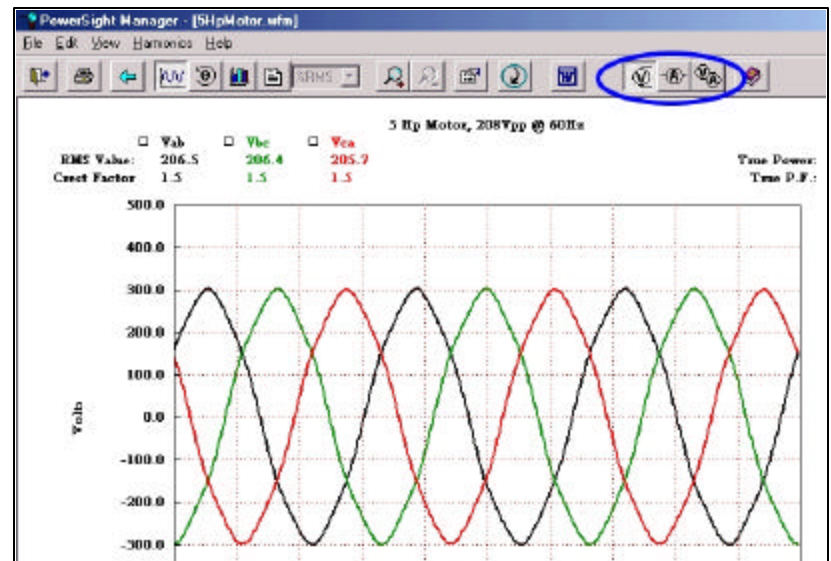 PowerSight Manager - [5HpMotor.wfm]
File Edit View Harmonics Help
%RMS W V A V A
5 Hp Motor, 208Vpp @ 60Hz
Vab Vbc Vca
RMS Value: 206.5 206.4 205.7 True Power:
Crest Factor 1.5 1.5 1.5 True P.F.:
500.0
400.0
300.0
200.0
100.0
0.0
-100.0
-200.0
-300.0
Volts